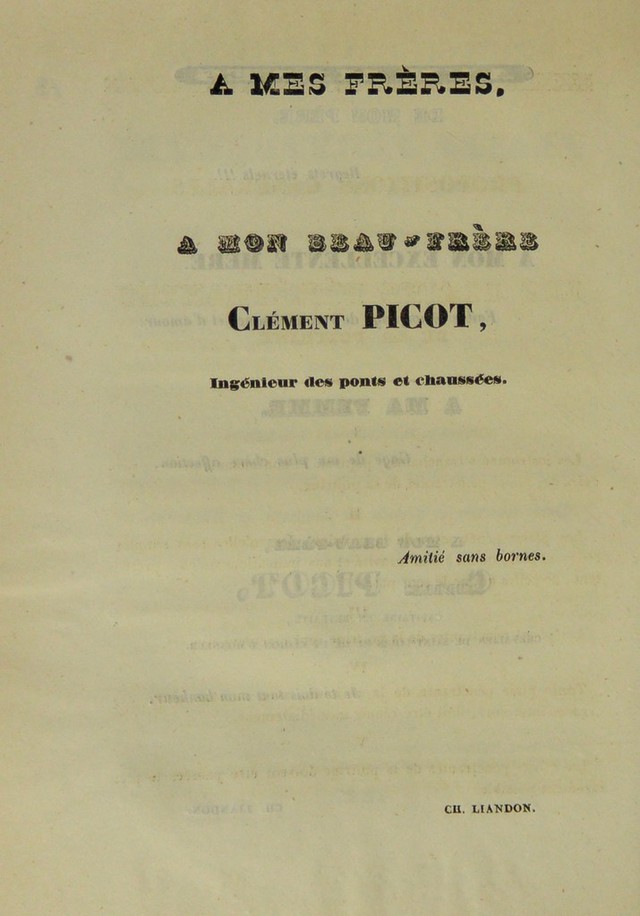 A MES FRÈRES,
A MON BEAU-FRÈRE
CLÉMENT PICOT,
Ingénieur des ponts et chaussées.
Amitié sans bornes.
CH. LIANDON.